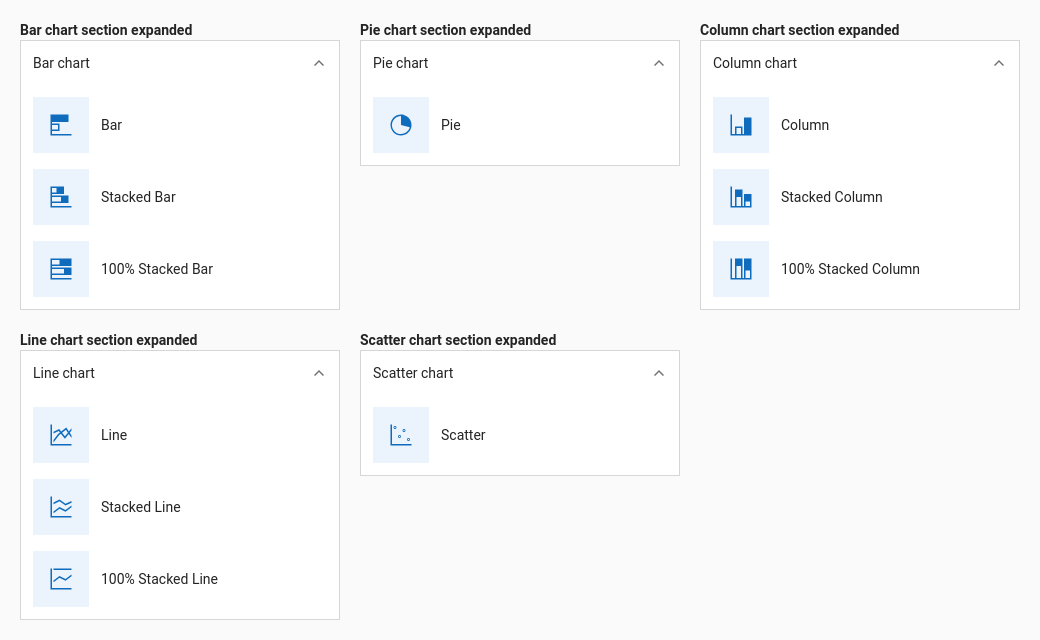 Bar chart section expanded
Bar chart
Bar
Stacked Bar
100% Stacked Bar
Pie chart section expanded
Pie chart
Pie
Column chart section expanded
Column chart
Column
Stacked Column
100% Stacked Column
Line chart section expanded
Line chart
Line
Stacked Line
100% Stacked Line
Scatter chart section expanded
Scatter chart
Scatter